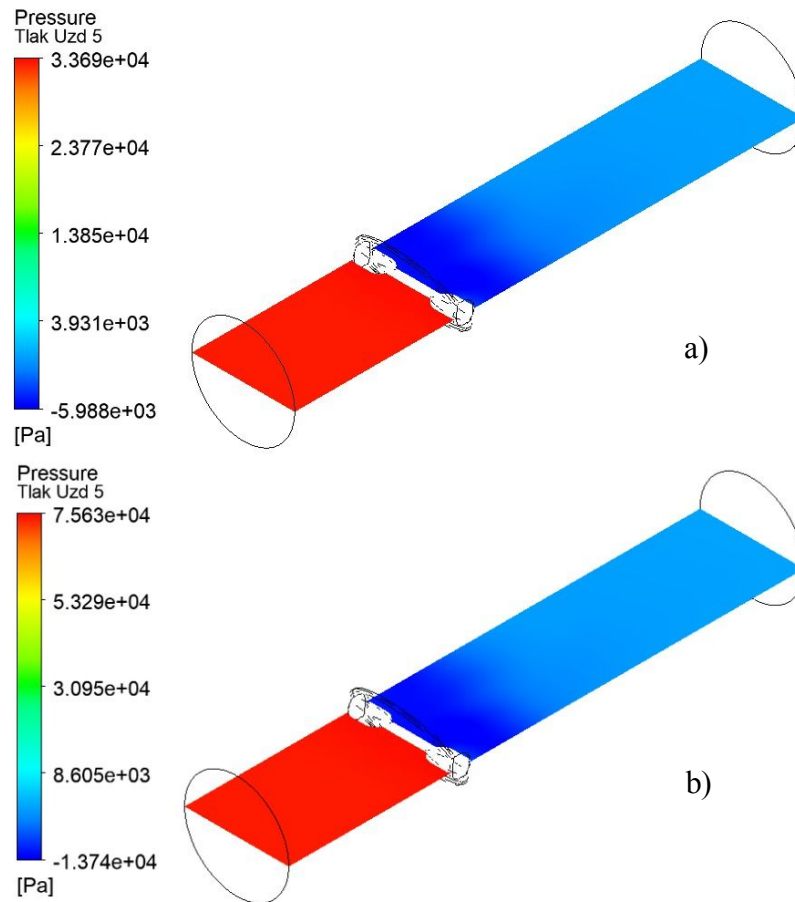 Pressure
Tlak Uzd 5
3.369e+04
2.377e+04
1.385e+04
3.931e+03
-5.988e+03
[Pa]
a)
Pressure
Tlak Uzd 5
7.563e+04
5.329e+04
3.095e+04
8.605e+03
-1.374e+04
[Pa]
b)